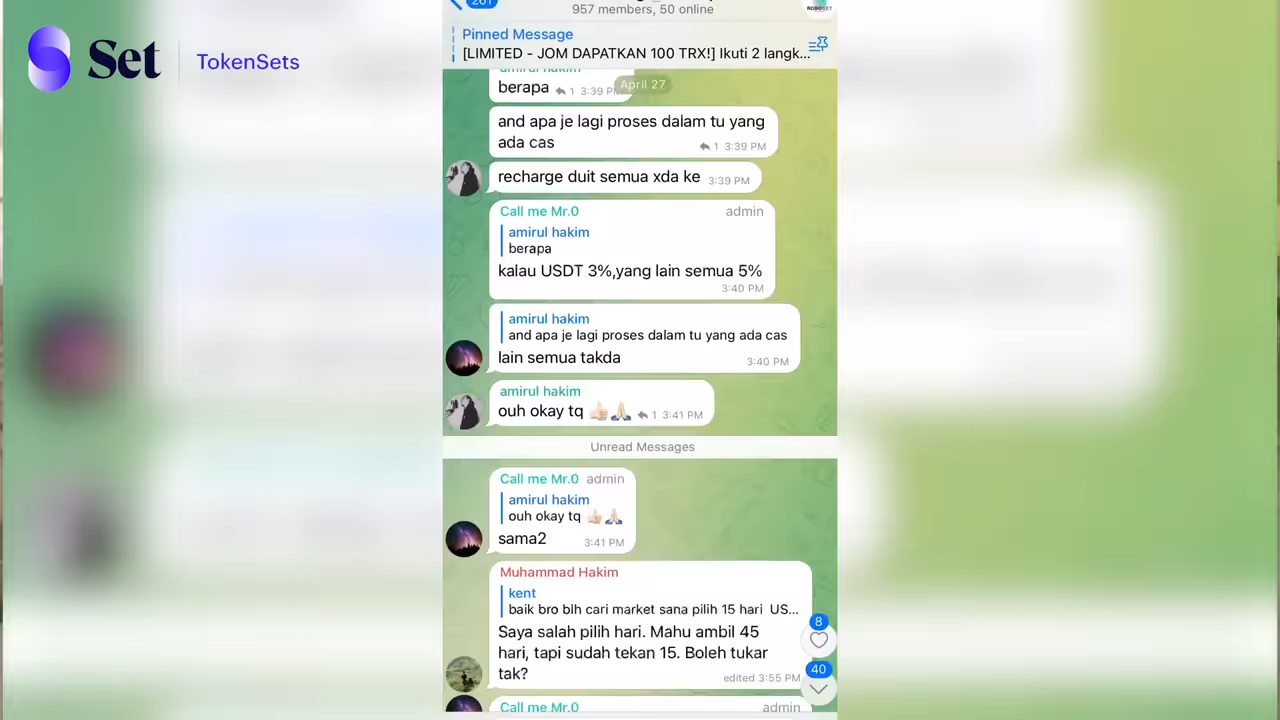 Set
TokenSets
261
957 members, 50 online
ROBOSET
Pinned Message
[LIMITED - JOM DAPATKAN 100 TRX!] Ikuti 2 langk...
April 27
amirul hakim
berapa 1 3:39 PM
and apa je lagi proses dalam tu yang
ada cas
1 3:39 PM
recharge duit semua xda ke 3:39 PM
Call me Mr.0 admin
amirul hakim
berapa
kalau USDT 3%,yang lain semua 5%
3:40 PM
amirul hakim
and apa je lagi proses dalam tu yang ada cas
lain semua takda 3:40 PM
amirul hakim
ouh okay tq 👍🏻🙏🏻 1 3:41 PM
Unread Messages
Call me Mr.0 admin
amirul hakim
ouh okay tq 👍🏻🙏🏻
sama2 3:41 PM
Muhammad Hakim
kent
baik bro blh cari market sana pilih 15 hari US...
Saya salah pilih hari. Mahu ambil 45
hari, tapi sudah tekan 15. Boleh tukar
tak?
edited 3:55 PM
8
40
Call me Mr.0 admin